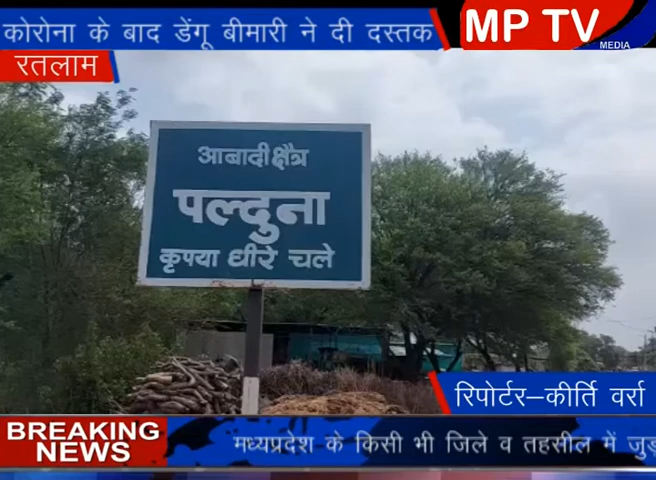 कोरोना के बाद डेंगू बीमारी ने दी दस्तक
MP TV
MEDIA
रतलाम
आबादी क्षैत्र
पल्दुना
कृपया धीरे चले
रिपोर्टर–कीर्ति वर्रा
BREAKING
NEWS
मध्यप्रदेश के किसी भी जिले व तहसील में जुड़